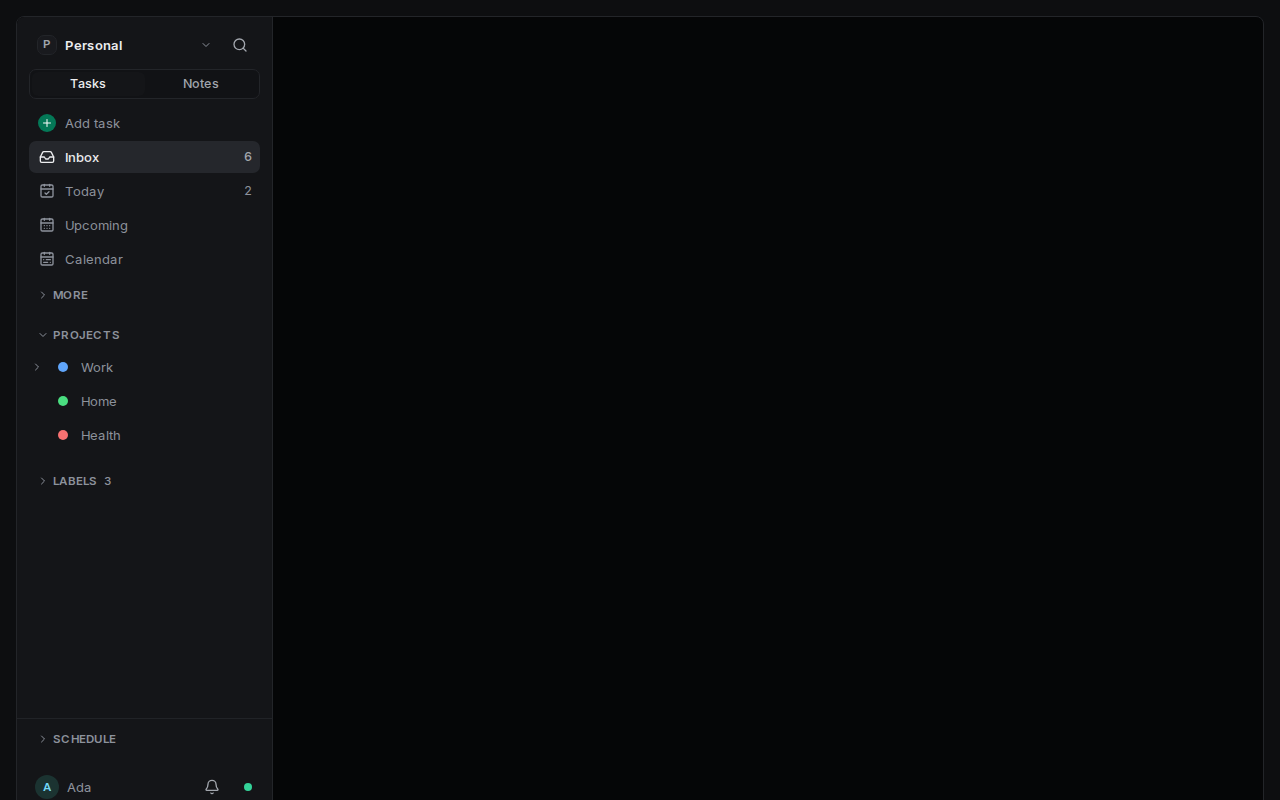 P Personal
Tasks Notes
Add task
Inbox 6
Today 2
Upcoming
Calendar
MORE
PROJECTS
Work
Home
Health
LABELS 3
SCHEDULE
A Ada